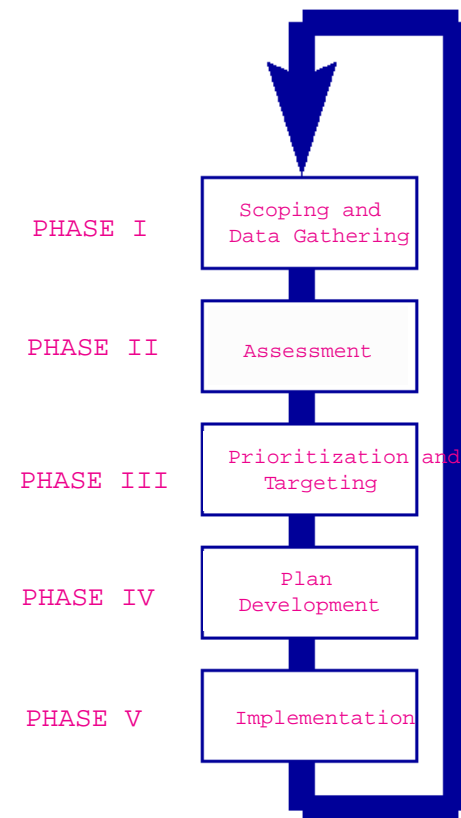 PHASE I
Scoping and
Data Gathering
PHASE II
Assessment
PHASE III
Prioritization and
Targeting
PHASE IV
Plan
Development
PHASE V
Implementation